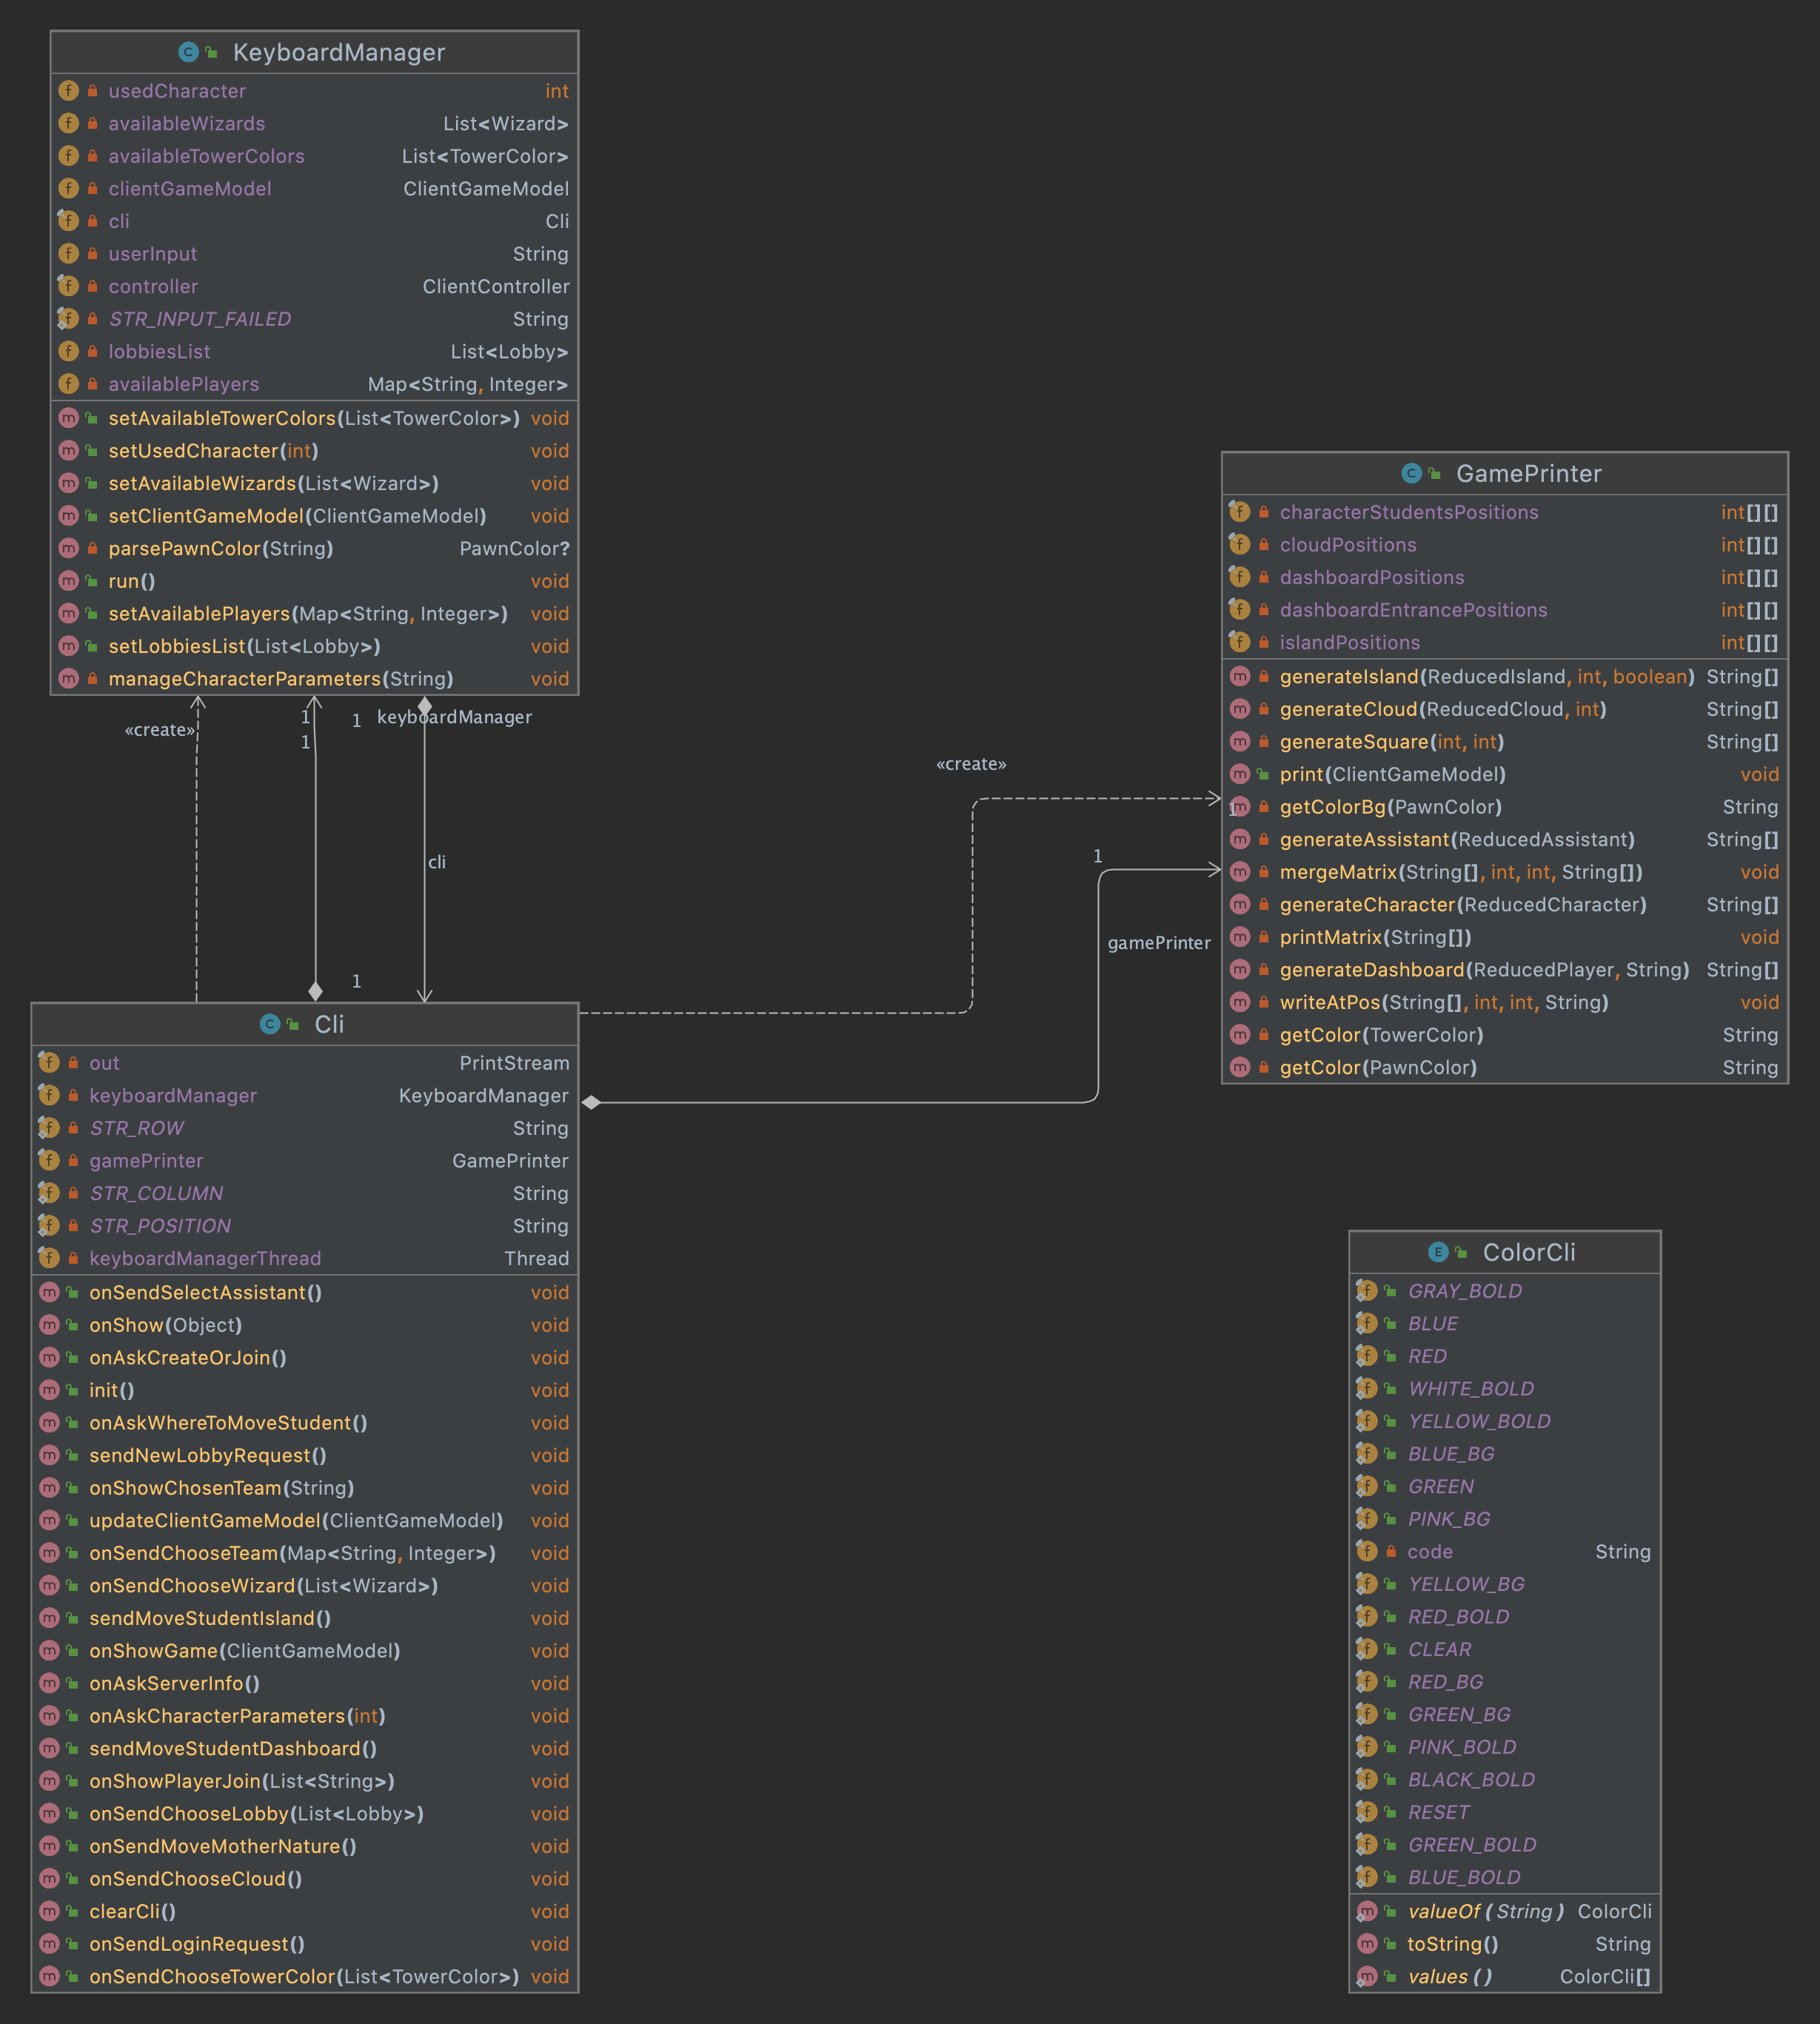 KeyboardManager
usedCharacter int
availableWizards List<Wizard>
availableTowerColors List<TowerColor>
clientGameModel ClientGameModel
cli Cli
userInput String
controller ClientController
STR_INPUT_FAILED String
lobbiesList List<Lobby>
availablePlayers Map<String, Integer>
setAvailableTowerColors(List<TowerColor>) void
setUsedCharacter(int) void
setAvailableWizards(List<Wizard>) void
setClientGameModel(ClientGameModel) void
parsePawnColor(String) PawnColor?
run() void
setAvailablePlayers(Map<String, Integer>) void
setLobbiesList(List<Lobby>) void
manageCharacterParameters(String) void
«create»
1
1
1
keyboardManager
cli
1
«create»
1
1
gamePrinter
GamePrinter
characterStudentsPositions int[][]
cloudPositions int[][]
dashboardPositions int[][]
dashboardEntrancePositions int[][]
islandPositions int[][]
generateIsland(ReducedIsland, int, boolean) String[]
generateCloud(ReducedCloud, int) String[]
generateSquare(int, int) String[]
print(ClientGameModel) void
getColorBg(PawnColor) String
generateAssistant(ReducedAssistant) String[]
mergeMatrix(String[], int, int, String[]) void
generateCharacter(ReducedCharacter) String[]
printMatrix(String[]) void
generateDashboard(ReducedPlayer, String) String[]
writeAtPos(String[], int, int, String) void
getColor(TowerColor) String
getColor(PawnColor) String
Cli
out PrintStream
keyboardManager KeyboardManager
STR_ROW String
gamePrinter GamePrinter
STR_COLUMN String
STR_POSITION String
keyboardManagerThread Thread
onSendSelectAssistant() void
onShow(Object) void
onAskCreateOrJoin() void
init() void
onAskWhereToMoveStudent() void
sendNewLobbyRequest() void
onShowChosenTeam(String) void
updateClientGameModel(ClientGameModel) void
onSendChooseTeam(Map<String, Integer>) void
onSendChooseWizard(List<Wizard>) void
sendMoveStudentIsland() void
onShowGame(ClientGameModel) void
onAskServerInfo() void
onAskCharacterParameters(int) void
sendMoveStudentDashboard() void
onShowPlayerJoin(List<String>) void
onSendChooseLobby(List<Lobby>) void
onSendMoveMotherNature() void
onSendChooseCloud() void
clearCli() void
onSendLoginRequest() void
onSendChooseTowerColor(List<TowerColor>) void
ColorCli
GRAY_BOLD
BLUE
RED
WHITE_BOLD
YELLOW_BOLD
BLUE_BG
GREEN
PINK_BG
code String
YELLOW_BG
RED_BOLD
CLEAR
RED_BG
GREEN_BG
PINK_BOLD
BLACK_BOLD
RESET
GREEN_BOLD
BLUE_BOLD
valueOf(String) ColorCli
toString() String
values() ColorCli[]